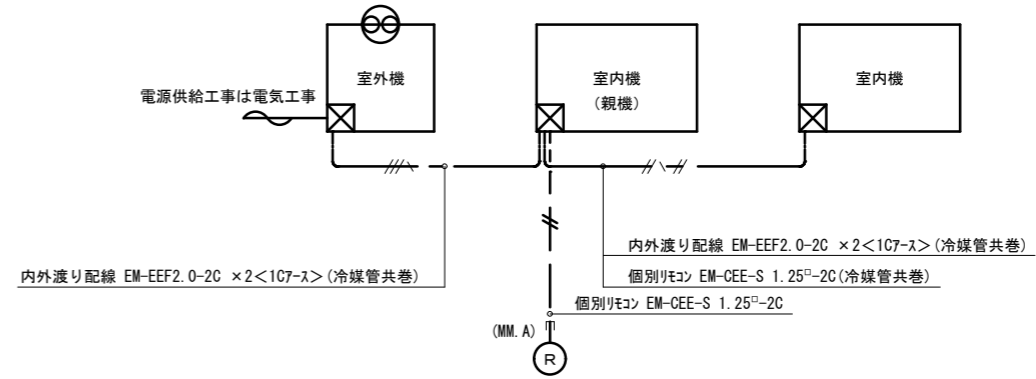 室外機
室内機
(親機)
室内機
電源供給工事は電気工事
内外渡り配線 EM-EEF2.0-2C ×2<1Cｱｰｽ>(冷媒管共巻)
内外渡り配線 EM-EEF2.0-2C ×2<1Cｱｰｽ>(冷媒管共巻)
個別ﾘﾓｺﾝ EM-CEE-S 1.25□-2C(冷媒管共巻)
個別ﾘﾓｺﾝ EM-CEE-S 1.25□-2C
(MM.A)
R